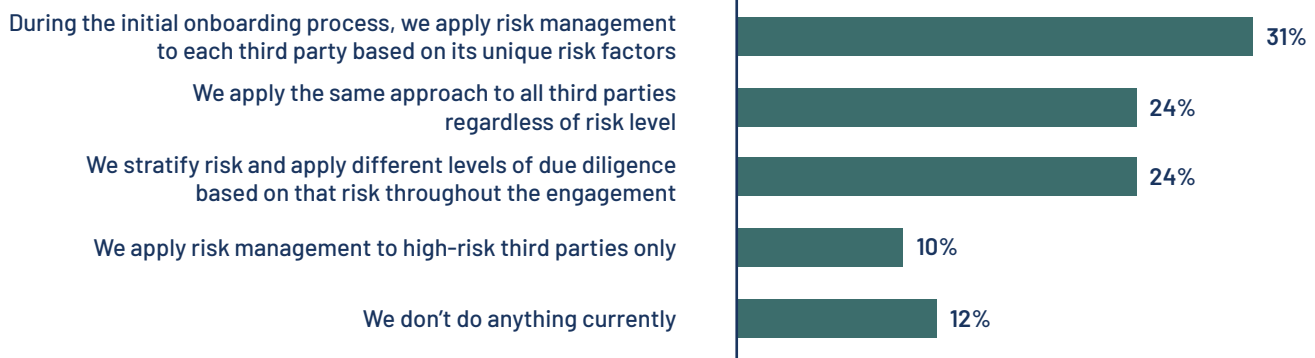 During the initial onboarding process, we apply risk management
to each third party based on its unique risk factors
31%
We apply the same approach to all third parties
regardless of risk level
24%
We stratify risk and apply different levels of due diligence
based on that risk throughout the engagement
24%
We apply risk management to high-risk third parties only
10%
We don’t do anything currently
12%